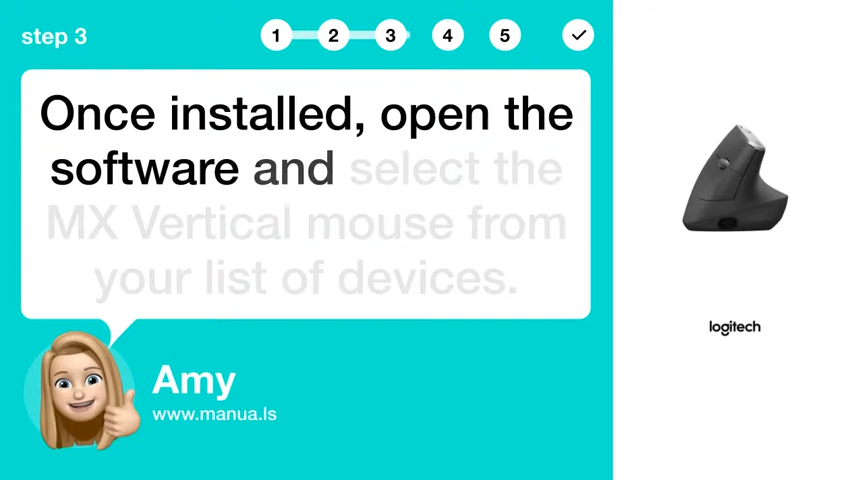 step 3
1 2 3 4 5
Once installed, open the
software and select the
MX Vertical mouse from
your list of devices.
Amy
www.manua.ls
logitech